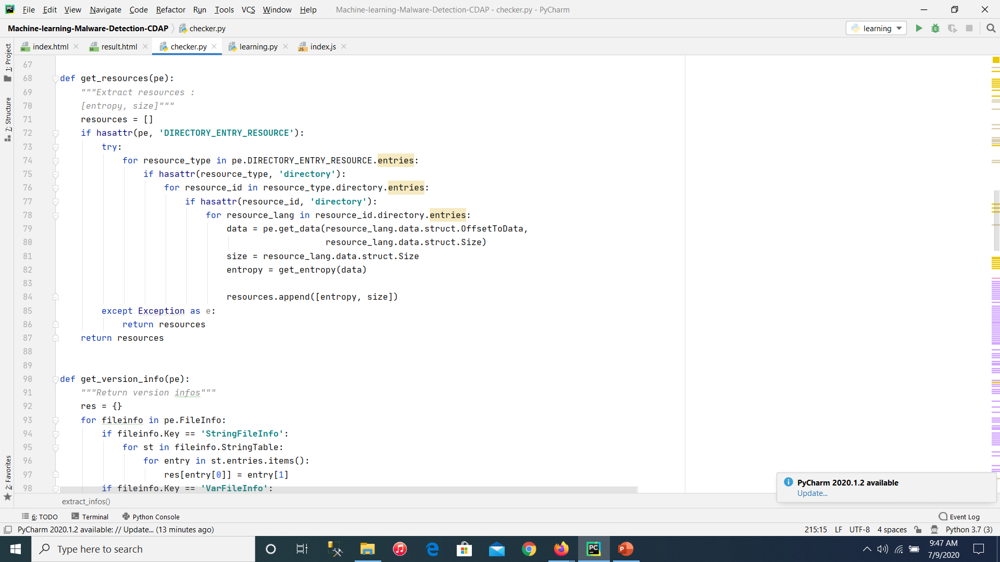 File Edit View Navigate Code Refactor Run Tools VCS Window Help Machine-learning-Malware-Detection-CDAP - checker.py - PyCharm
Machine-learning-Malware-Detection-CDAP checker.py learning
index.html result.html checker.py learning.py index.js
1: Project
7: Structure
2: Favorites
67
68 def get_resources(pe):
69 """Extract resources :
70 [entropy, size]"""
71 resources = []
72 if hasattr(pe, 'DIRECTORY_ENTRY_RESOURCE'):
73 try:
74 for resource_type in pe.DIRECTORY_ENTRY_RESOURCE.entries:
75 if hasattr(resource_type, 'directory'):
76 for resource_id in resource_type.directory.entries:
77 if hasattr(resource_id, 'directory'):
78 for resource_lang in resource_id.directory.entries:
79 data = pe.get_data(resource_lang.data.struct.OffsetToData,
80 resource_lang.data.struct.Size)
81 size = resource_lang.data.struct.Size
82 entropy = get_entropy(data)
83
84 resources.append([entropy, size])
85 except Exception as e:
86 return resources
87 return resources
88
89
90 def get_version_info(pe):
91 """Return version infos"""
92 res = {}
93 for fileinfo in pe.FileInfo:
94 if fileinfo.Key == 'StringFileInfo':
95 for st in fileinfo.StringTable:
96 for entry in st.entries.items():
97 res[entry[0]] = entry[1]
98 if fileinfo.Key == 'VarFileInfo':
PyCharm 2020.1.2 available
Update...
extract_infos()
6: TODO Terminal Python Console Event Log
PyCharm 2020.1.2 available: // Update... (13 minutes ago) 215:15 LF UTF-8 4 spaces Python 3.7 (3)
Type here to search
9:47 AM
7/9/2020